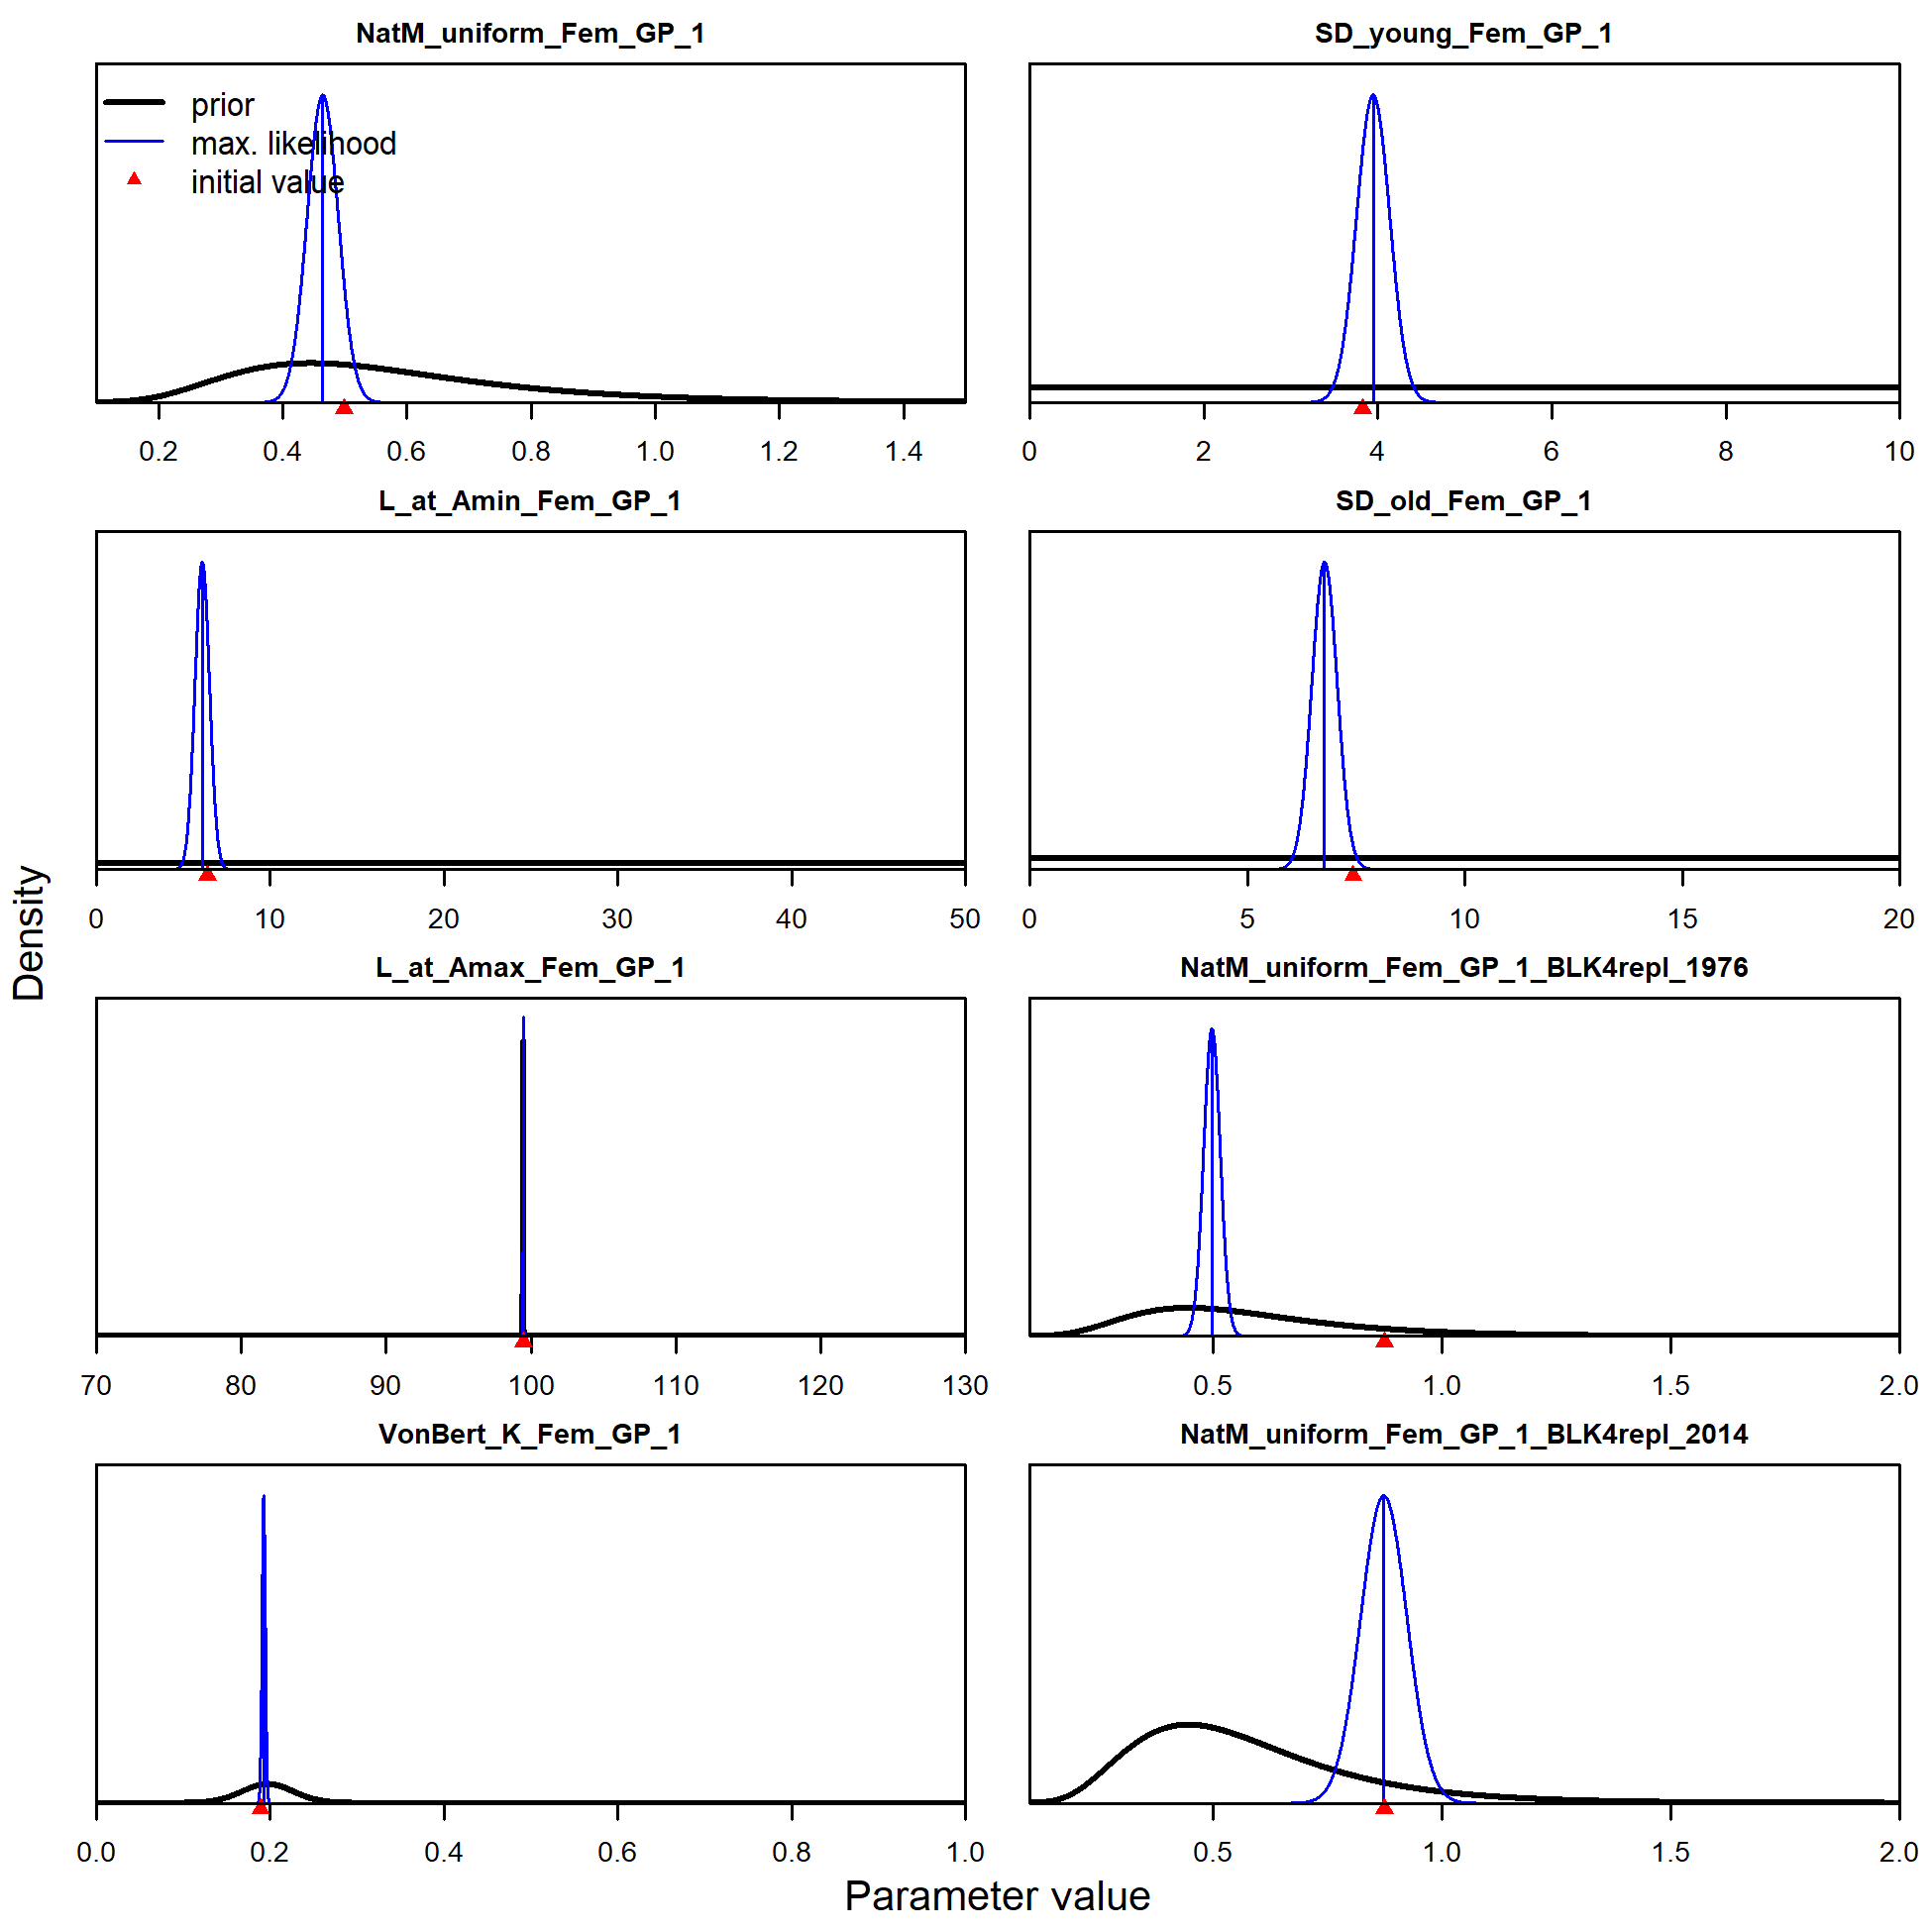 NatM_uniform_Fem_GP_1
prior
max. likelihood
initial value
0.2 0.4 0.6 0.8 1.0 1.2 1.4
SD_young_Fem_GP_1
0 2 4 6 8 10
L_at_Amin_Fem_GP_1
0 10 20 30 40 50
SD_old_Fem_GP_1
0 5 10 15 20
L_at_Amax_Fem_GP_1
70 80 90 100 110 120 130
NatM_uniform_Fem_GP_1_BLK4repl_1976
0.5 1.0 1.5 2.0
VonBert_K_Fem_GP_1
0.0 0.2 0.4 0.6 0.8 1.0
NatM_uniform_Fem_GP_1_BLK4repl_2014
0.5 1.0 1.5 2.0
Density
Parameter value